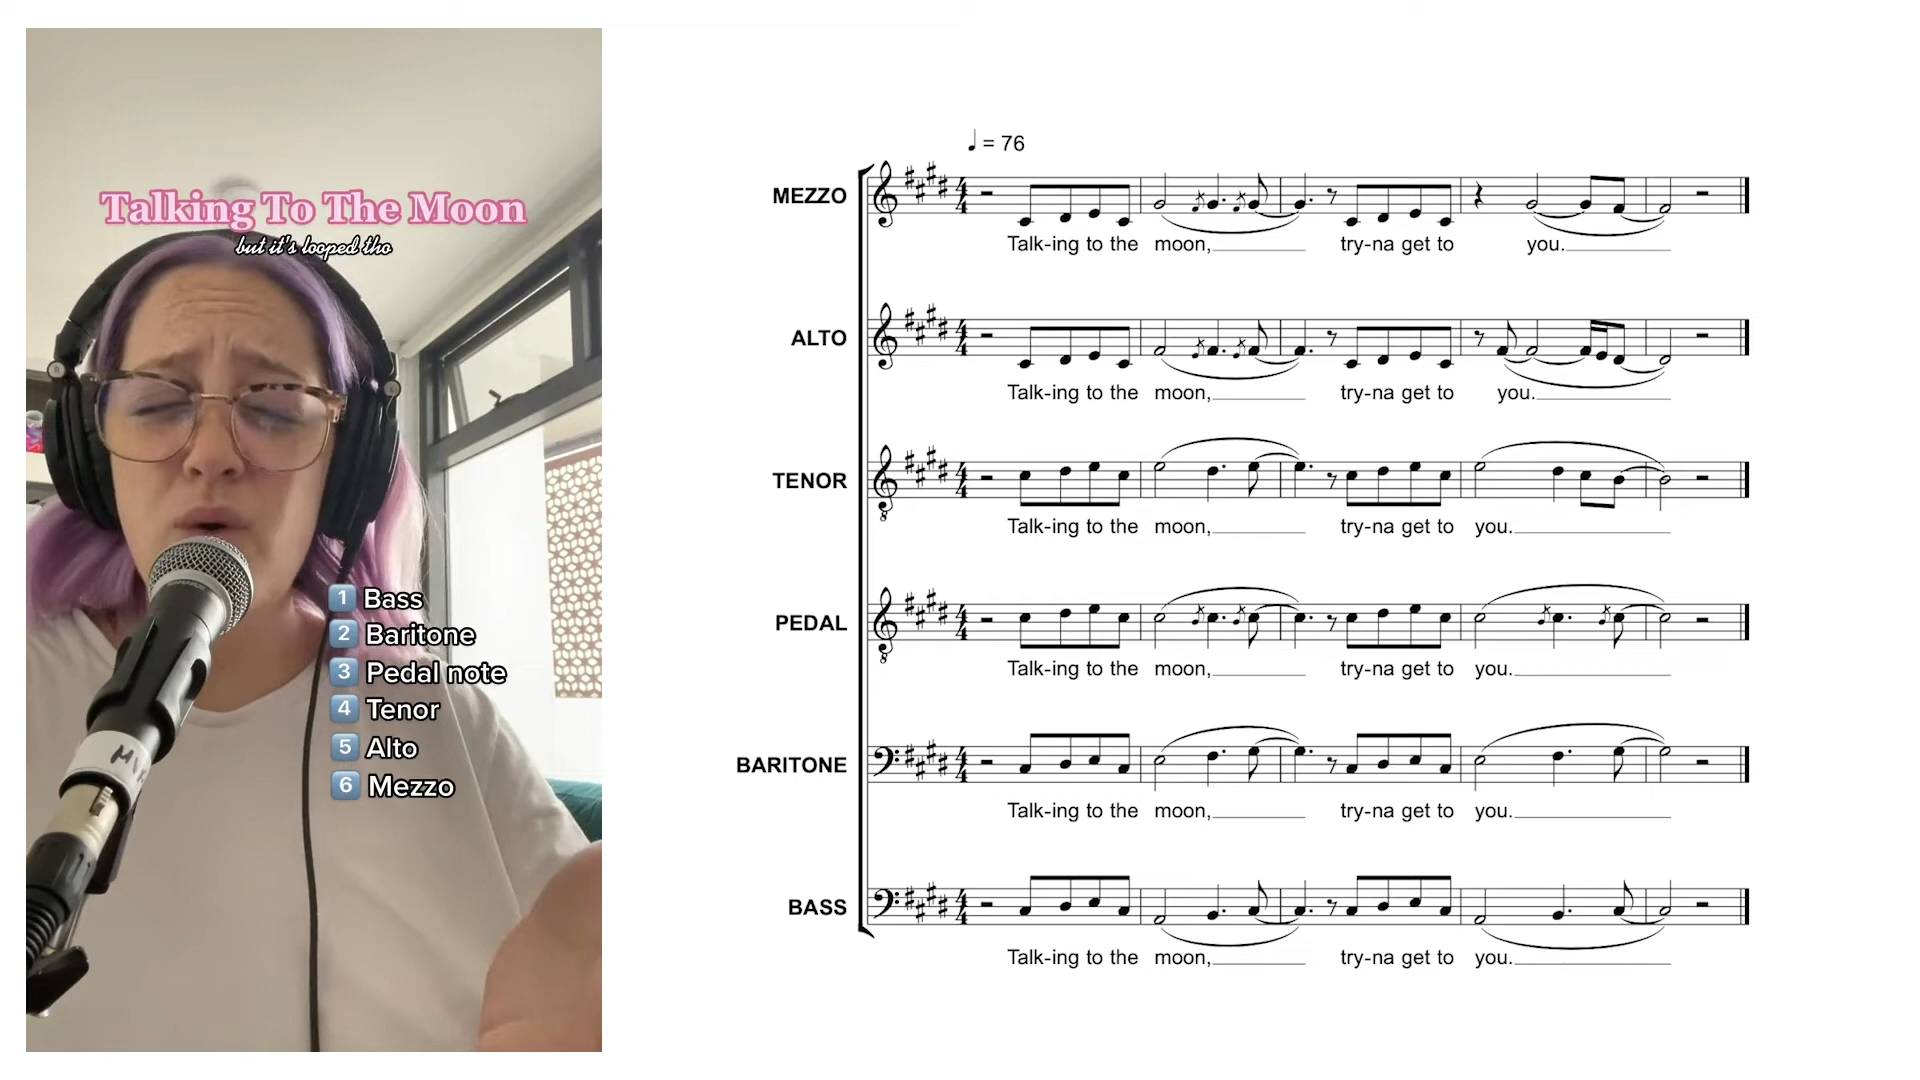 Talking To The Moon
but it's looped tho
1 Bass
2 Baritone
3 Pedal note
4 Tenor
5 Alto
6 Mezzo
♩ = 76
MEZZO
Talk-ing to the moon, try-na get to you.
ALTO
Talk-ing to the moon, try-na get to you.
TENOR
Talk-ing to the moon, try-na get to you.
PEDAL
Talk-ing to the moon, try-na get to you.
BARITONE
Talk-ing to the moon, try-na get to you.
BASS
Talk-ing to the moon, try-na get to you.